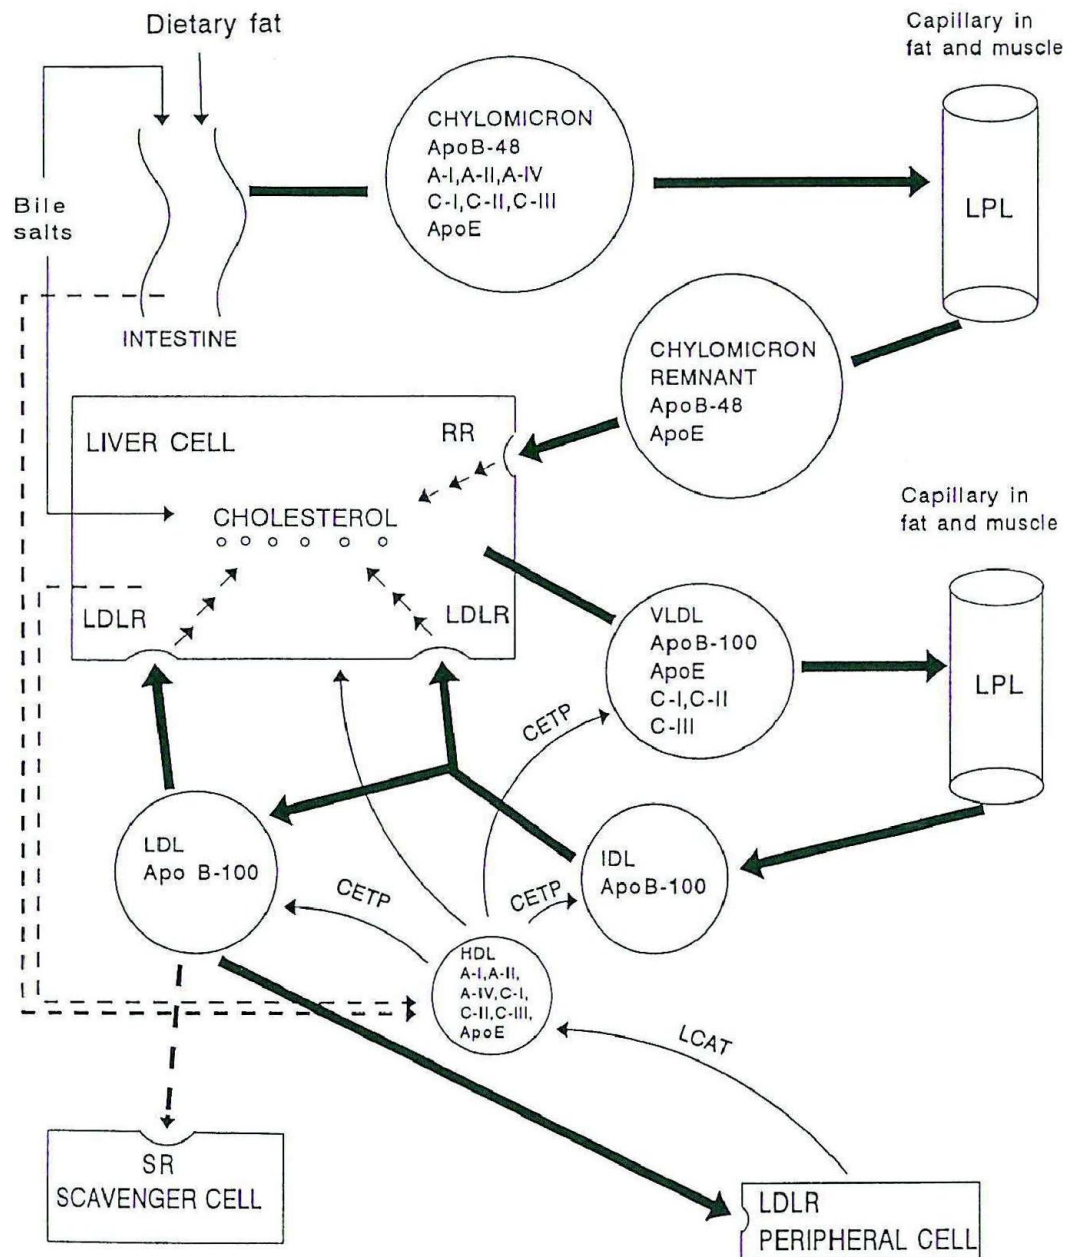 Dietary fat
Capillary in
fat and muscle
CHYLOMICRON
ApoB-48
A-I,A-II,A-IV
C-I,C-II,C-III
ApoE
LPL
Bile
salts
INTESTINE
CHYLOMICRON
REMNANT
ApoB-48
ApoE
LIVER CELL
RR
CHOLESTEROL
LDLR
LDLR
Capillary in
fat and muscle
VLDL
ApoB-100
ApoE
C-I,C-II
C-III
LPL
CETP
LDL
Apo B-100
IDL
ApoB-100
CETP
CETP
HDL
A-I,A-II,
A-IV,C-I,
C-II,C-III,
ApoE
LCAT
SR
SCAVENGER CELL
LDLR
PERIPHERAL CELL